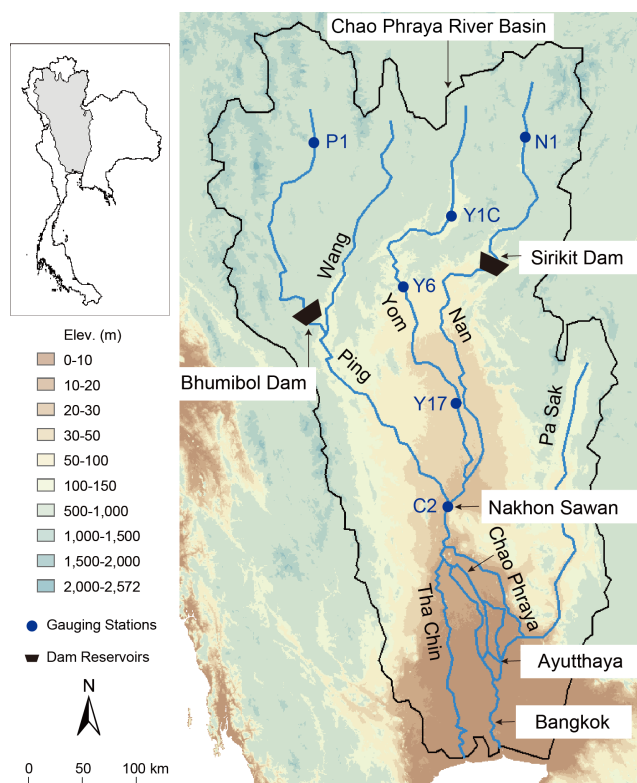 Chao Phraya River Basin
P1
N1
Y1C
Wang
Sirikit Dam
Y6
Yom
Nan
Elev. (m)
0-10
10-20
20-30
30-50
50-100
100-150
500-1,000
1,000-1,500
1,500-2,000
2,000-2,572
Bhumibol Dam
Ping
Pa Sak
Y17
C2
Nakhon Sawan
Chao Phraya
Tha Chin
Ayutthaya
Bangkok
Gauging Stations
Dam Reservoirs
N
0 50 100 km